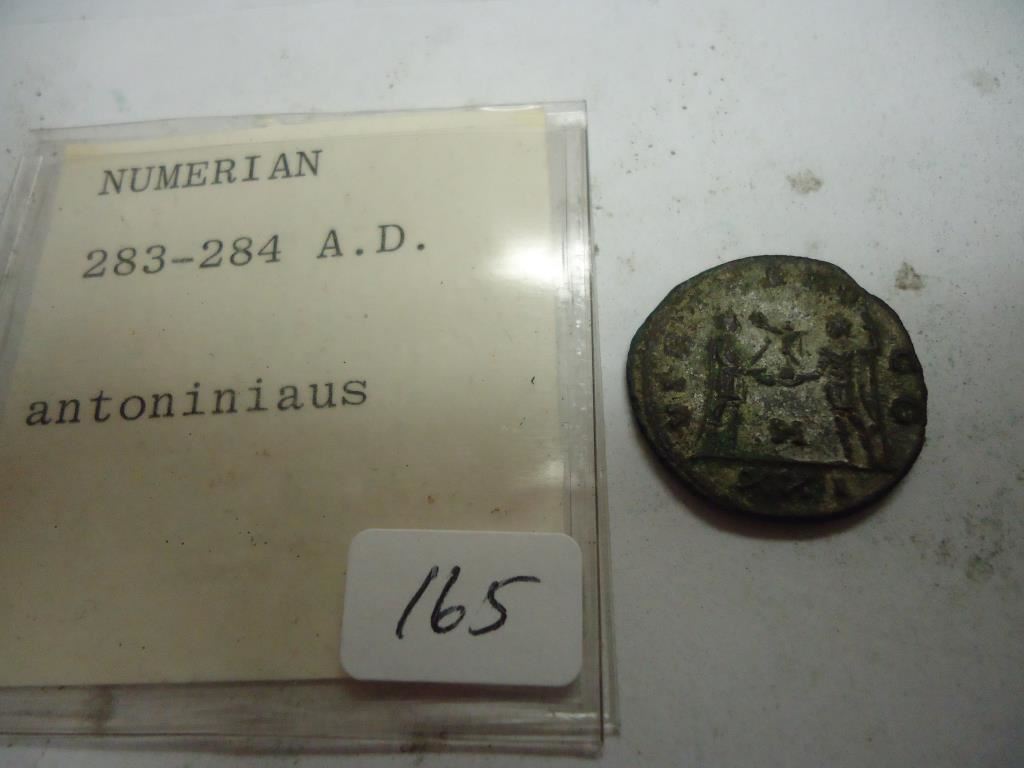 NUMERIAN
283-284 A.D.
antoniniaus
165